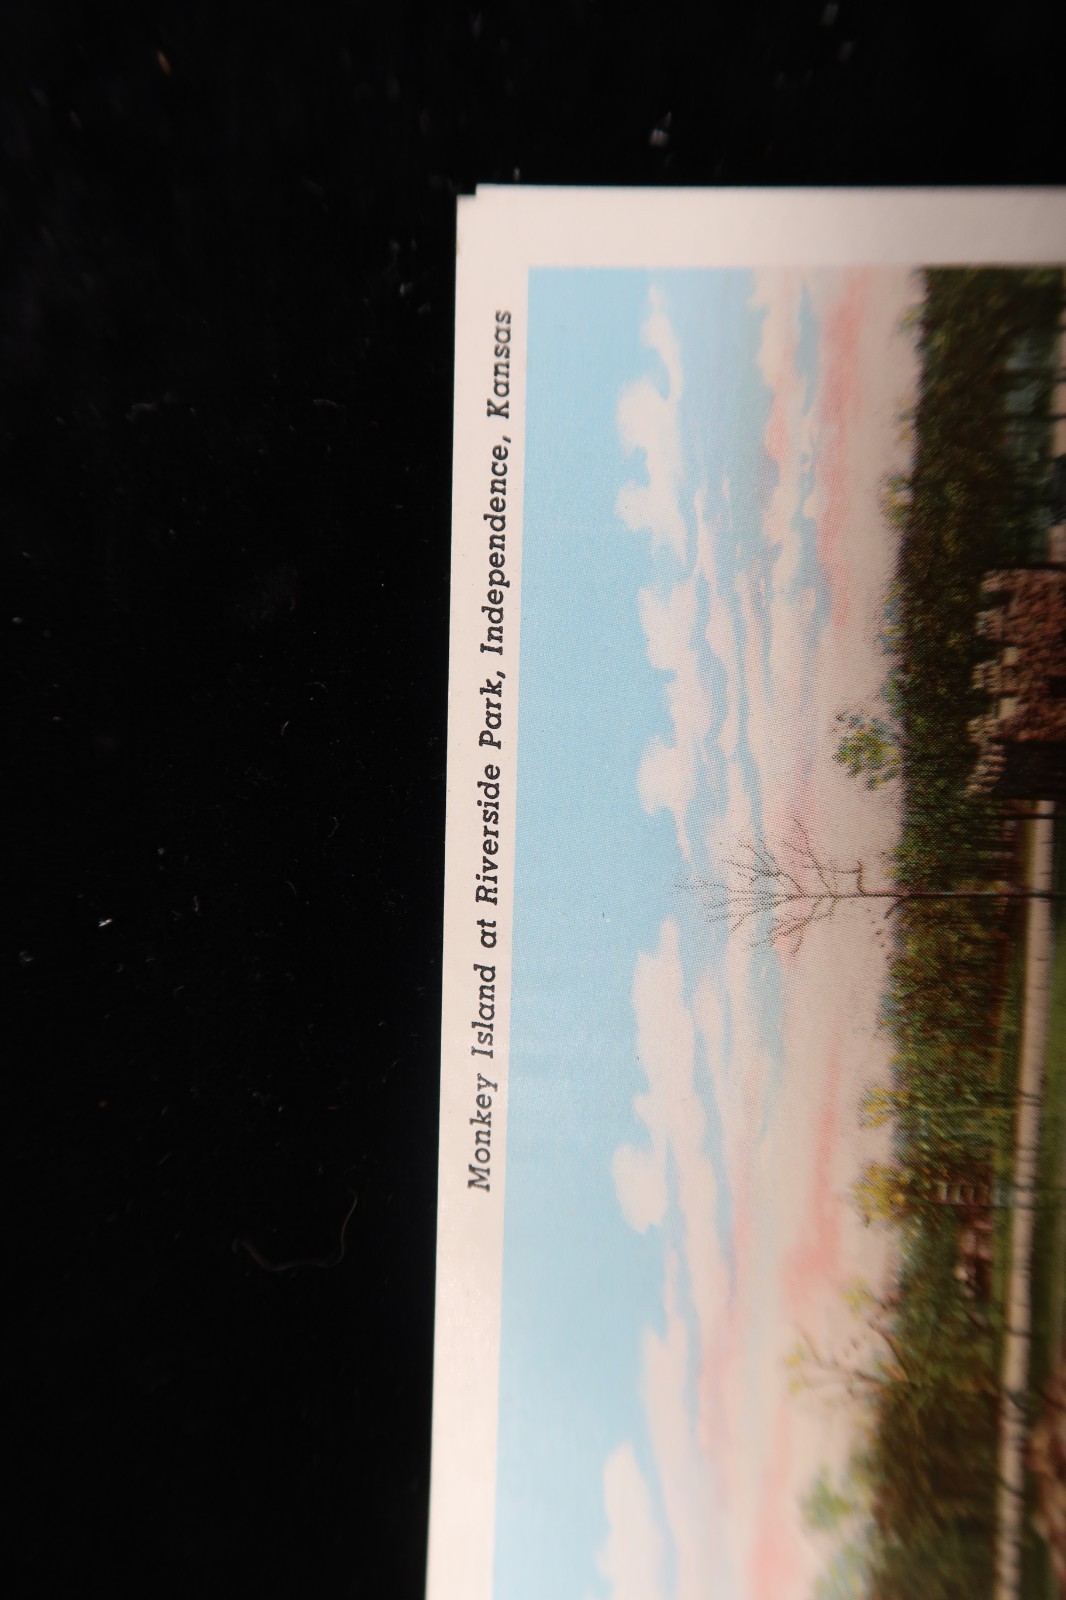 Monkey Island at Riverside Park, Independence, Kansas